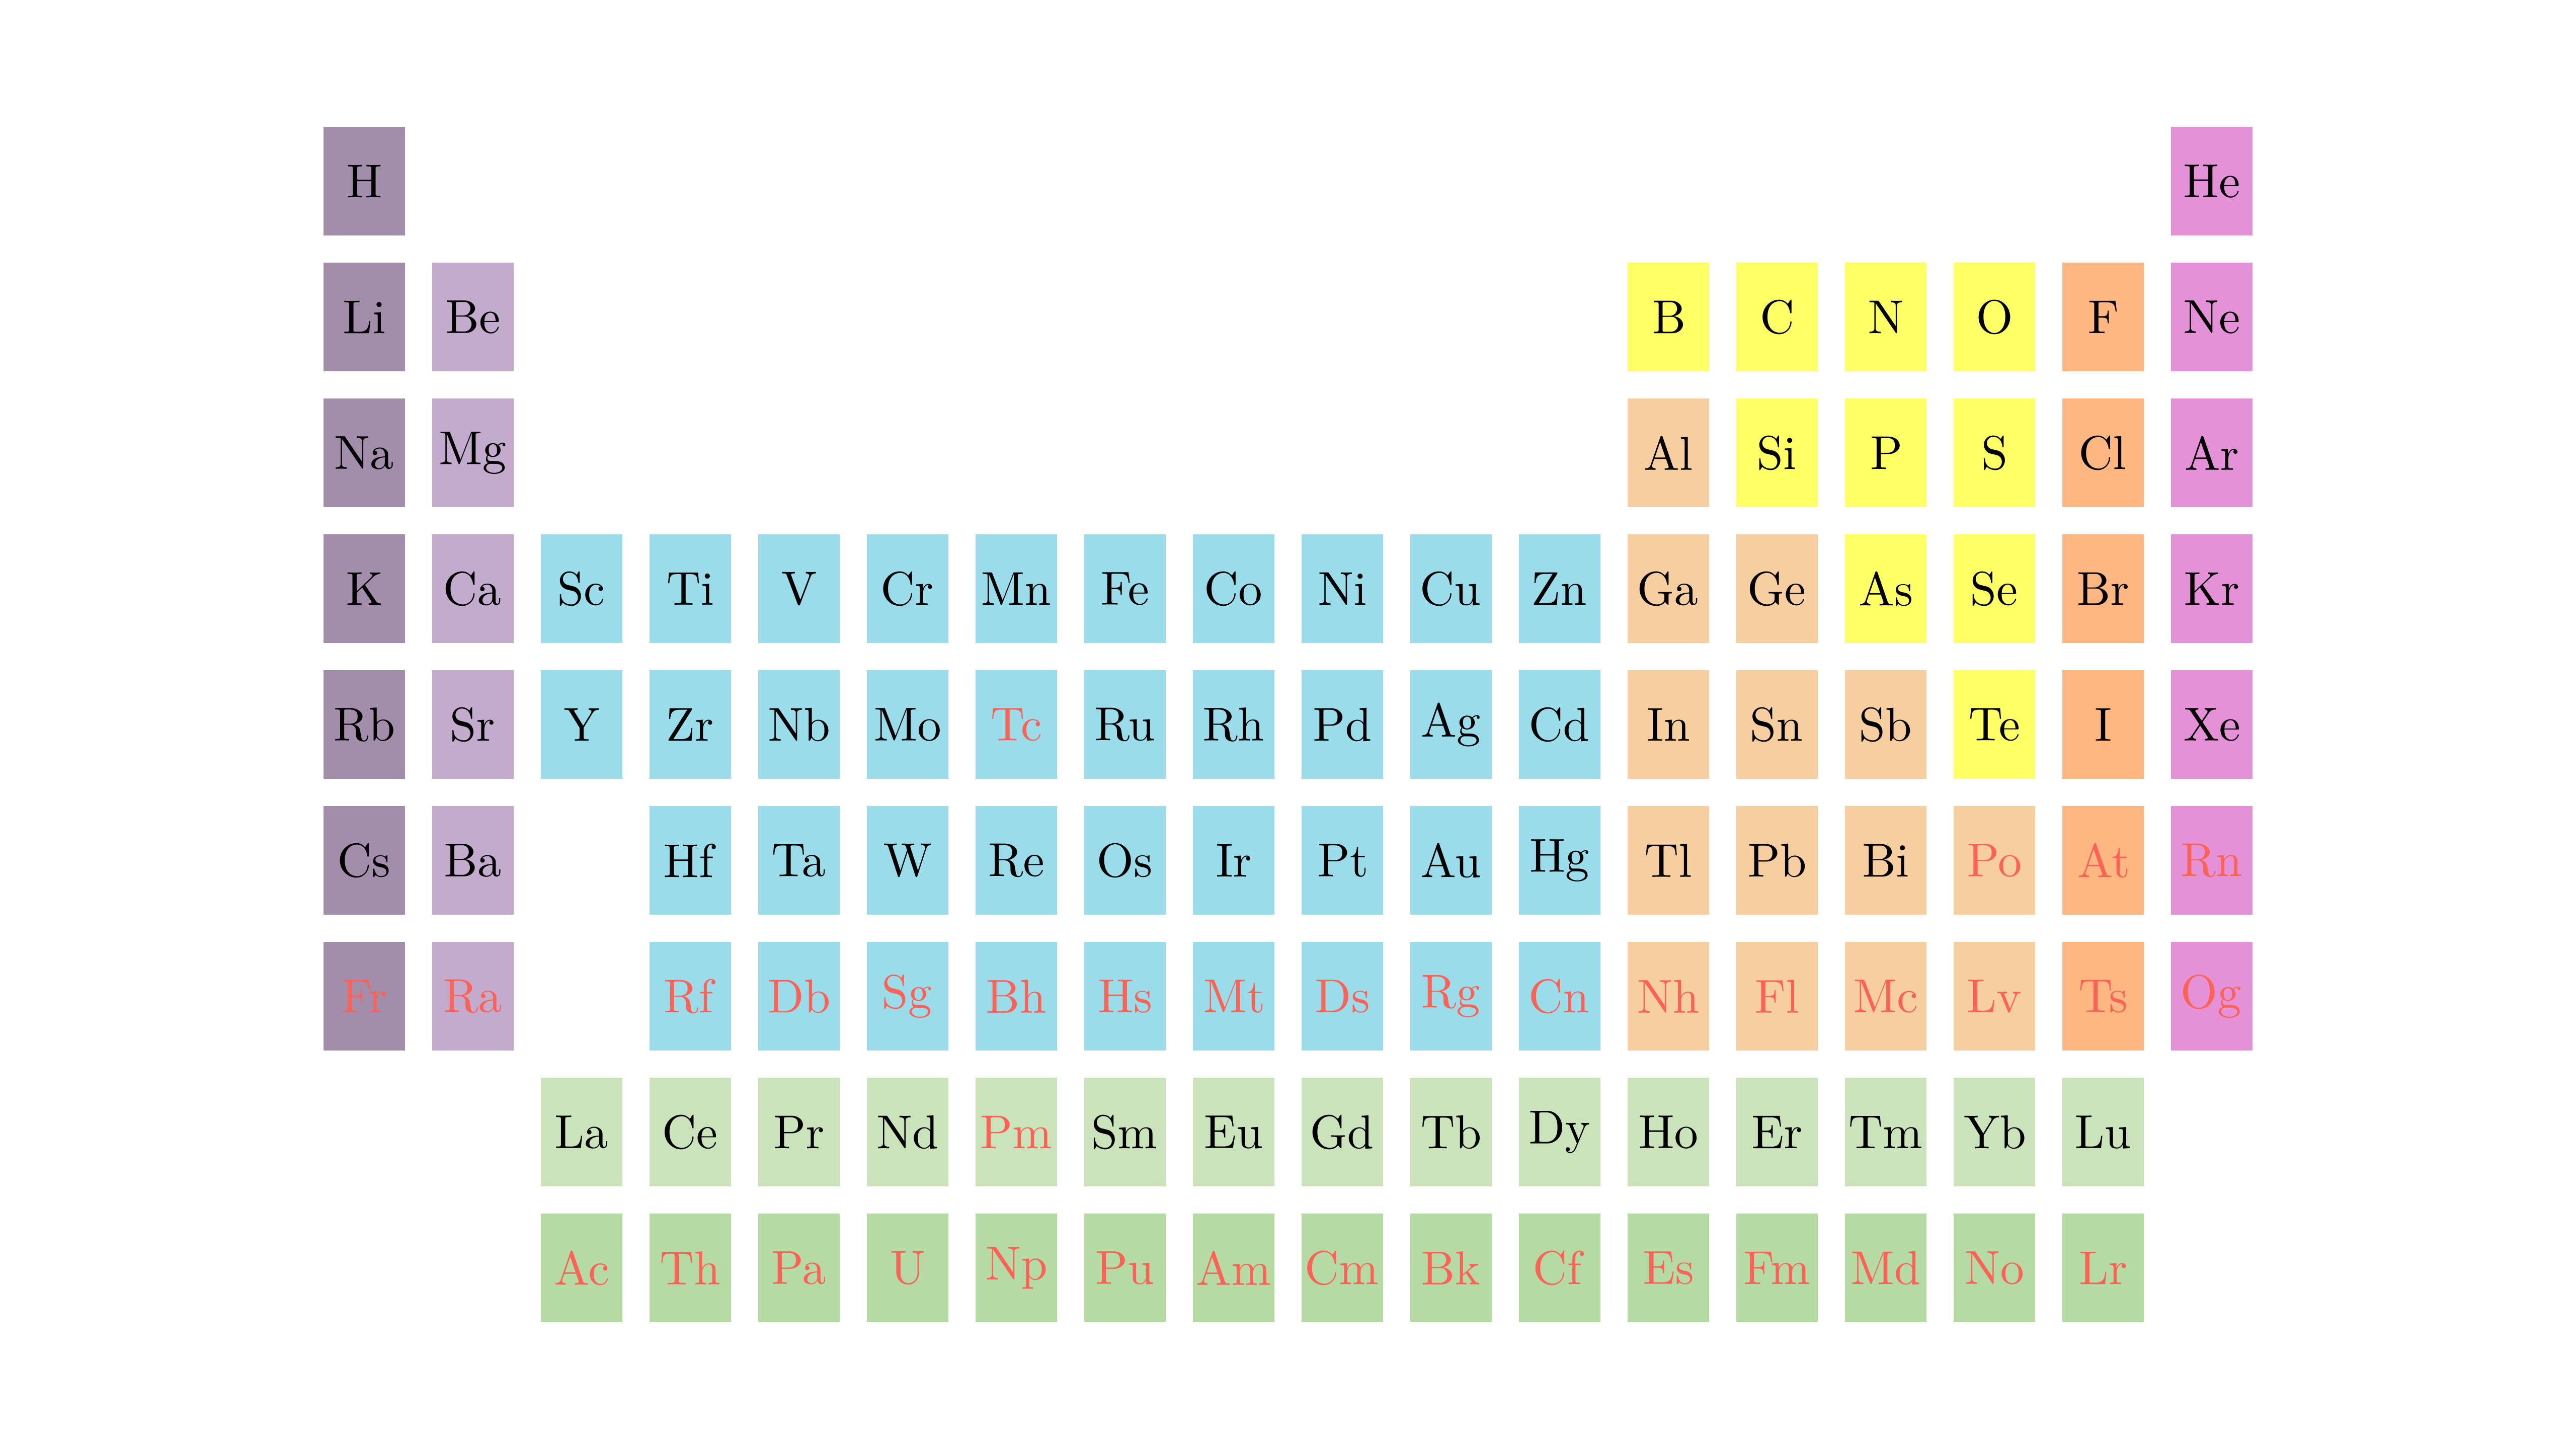 H He
Li Be B C N O F Ne
Na Mg Al Si P S Cl Ar
K Ca Sc Ti V Cr Mn Fe Co Ni Cu Zn Ga Ge As Se Br Kr
Rb Sr Y Zr Nb Mo Tc Ru Rh Pd Ag Cd In Sn Sb Te I Xe
Cs Ba Hf Ta W Re Os Ir Pt Au Hg Tl Pb Bi Po At Rn
Fr Ra Rf Db Sg Bh Hs Mt Ds Rg Cn Nh Fl Mc Lv Ts Og
La Ce Pr Nd Pm Sm Eu Gd Tb Dy Ho Er Tm Yb Lu
Ac Th Pa U Np Pu Am Cm Bk Cf Es Fm Md No Lr